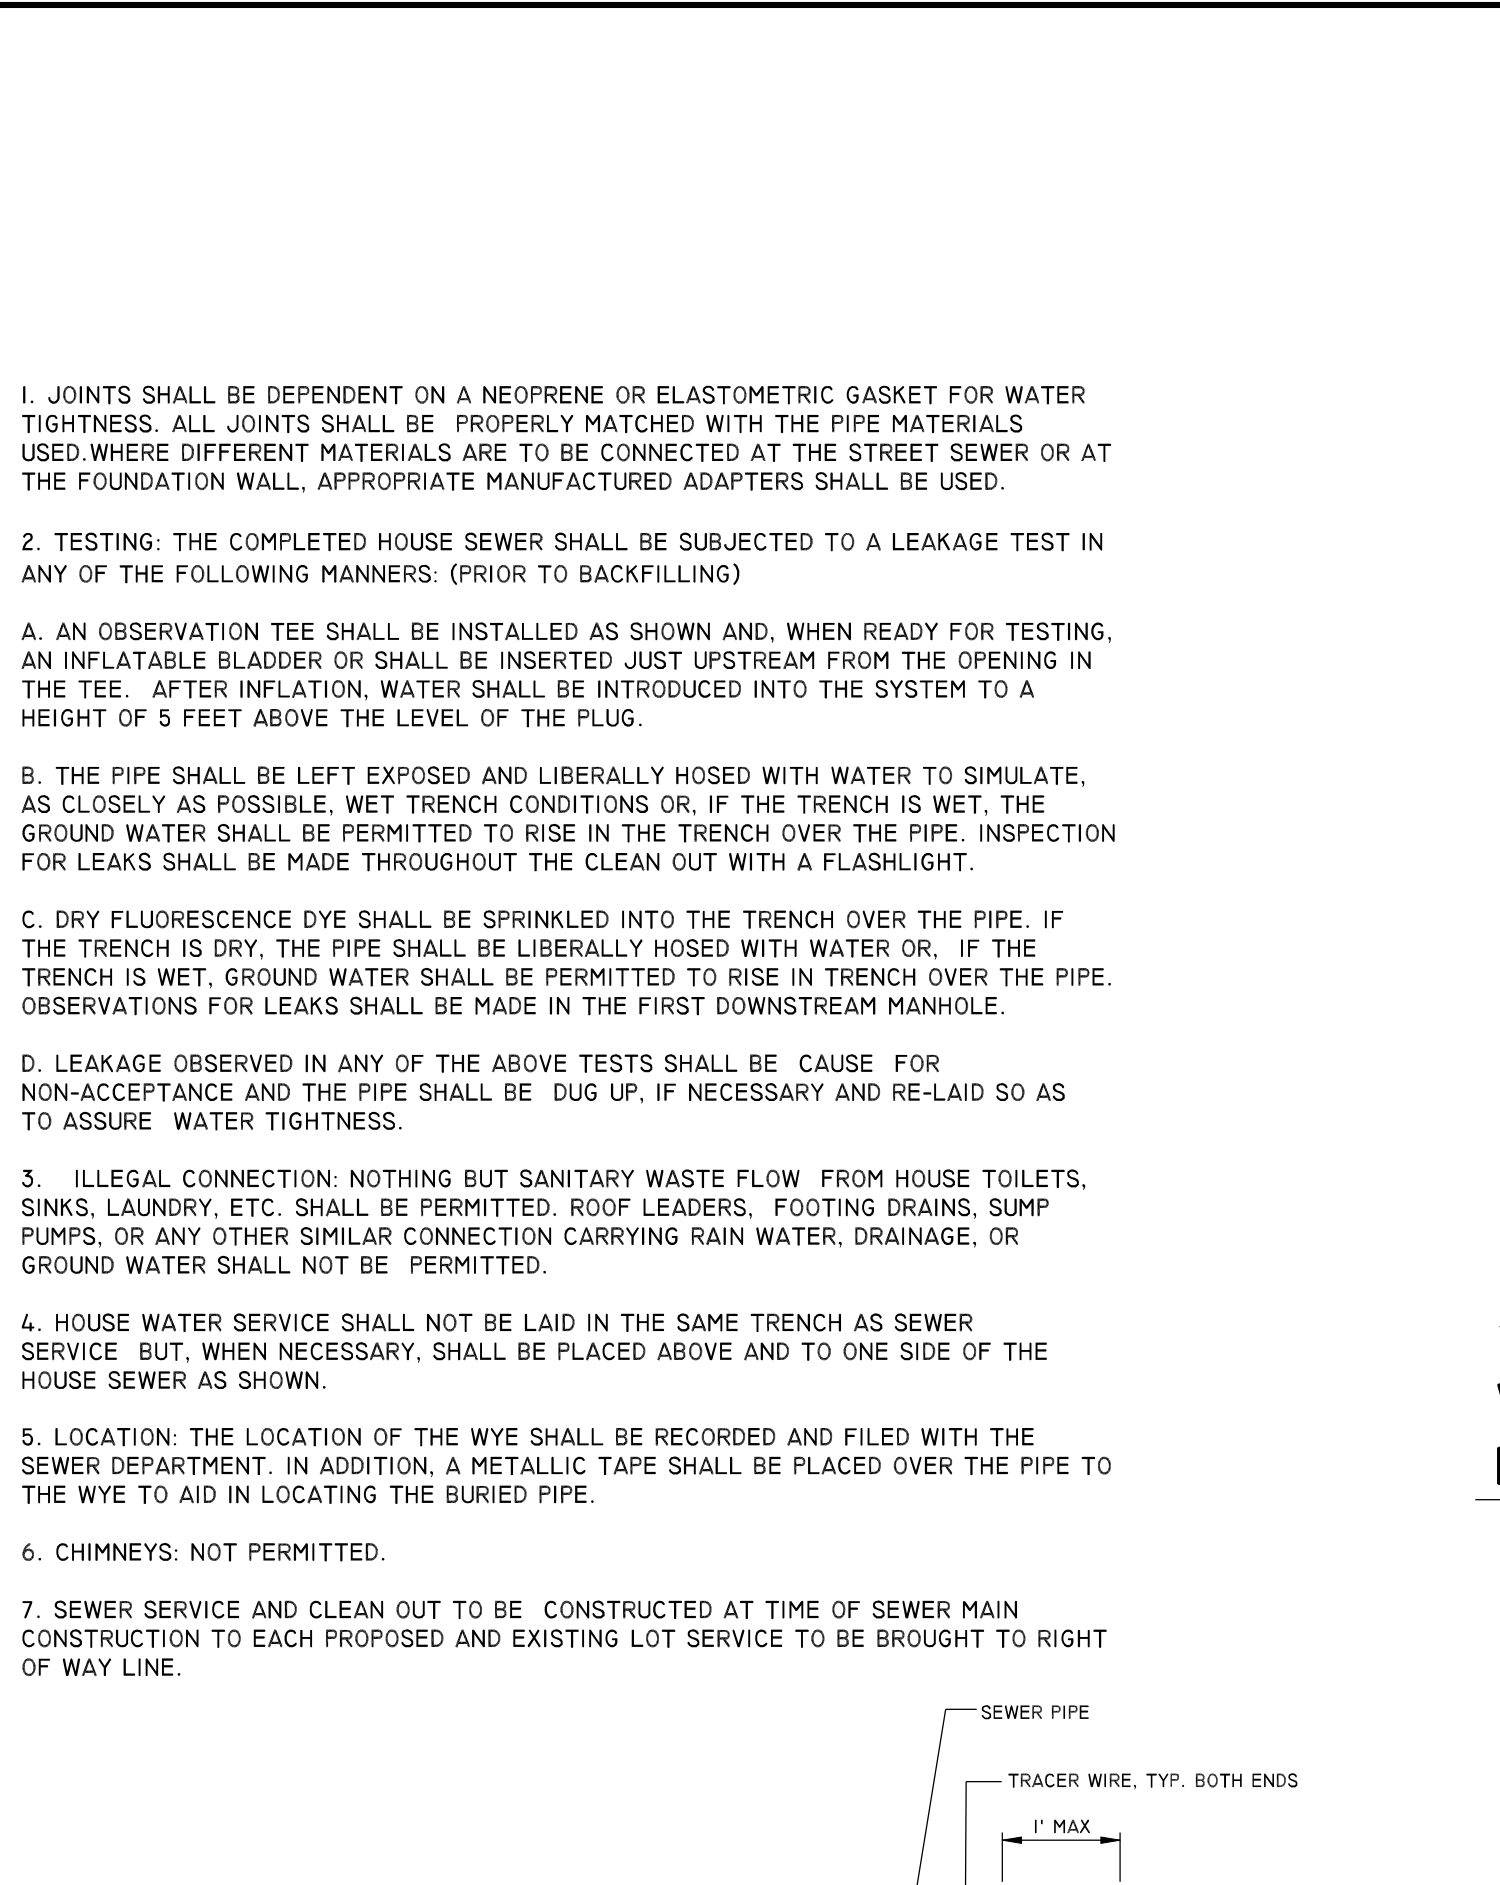 1. JOINTS SHALL BE DEPENDENT ON A NEOPRENE OR ELASTOMETRIC GASKET FOR WATER
TIGHTNESS. ALL JOINTS SHALL BE PROPERLY MATCHED WITH THE PIPE MATERIALS
USED.WHERE DIFFERENT MATERIALS ARE TO BE CONNECTED AT THE STREET SEWER OR AT
THE FOUNDATION WALL, APPROPRIATE MANUFACTURED ADAPTERS SHALL BE USED.
2. TESTING: THE COMPLETED HOUSE SEWER SHALL BE SUBJECTED TO A LEAKAGE TEST IN
ANY OF THE FOLLOWING MANNERS: (PRIOR TO BACKFILLING)
A. AN OBSERVATION TEE SHALL BE INSTALLED AS SHOWN AND, WHEN READY FOR TESTING,
AN INFLATABLE BLADDER OR SHALL BE INSERTED JUST UPSTREAM FROM THE OPENING IN
THE TEE. AFTER INFLATION, WATER SHALL BE INTRODUCED INTO THE SYSTEM TO A
HEIGHT OF 5 FEET ABOVE THE LEVEL OF THE PLUG.
B. THE PIPE SHALL BE LEFT EXPOSED AND LIBERALLY HOSED WITH WATER TO SIMULATE,
AS CLOSELY AS POSSIBLE, WET TRENCH CONDITIONS OR, IF THE TRENCH IS WET, THE
GROUND WATER SHALL BE PERMITTED TO RISE IN THE TRENCH OVER THE PIPE. INSPECTION
FOR LEAKS SHALL BE MADE THROUGHOUT THE CLEAN OUT WITH A FLASHLIGHT.
C. DRY FLUORESCENCE DYE SHALL BE SPRINKLED INTO THE TRENCH OVER THE PIPE. IF
THE TRENCH IS DRY, THE PIPE SHALL BE LIBERALLY HOSED WITH WATER OR, IF THE
TRENCH IS WET, GROUND WATER SHALL BE PERMITTED TO RISE IN TRENCH OVER THE PIPE.
OBSERVATIONS FOR LEAKS SHALL BE MADE IN THE FIRST DOWNSTREAM MANHOLE.
D. LEAKAGE OBSERVED IN ANY OF THE ABOVE TESTS SHALL BE CAUSE FOR
NON-ACCEPTANCE AND THE PIPE SHALL BE DUG UP, IF NECESSARY AND RE-LAID SO AS
TO ASSURE WATER TIGHTNESS.
3. ILLEGAL CONNECTION: NOTHING BUT SANITARY WASTE FLOW FROM HOUSE TOILETS,
SINKS, LAUNDRY, ETC. SHALL BE PERMITTED. ROOF LEADERS, FOOTING DRAINS, SUMP
PUMPS, OR ANY OTHER SIMILAR CONNECTION CARRYING RAIN WATER, DRAINAGE, OR
GROUND WATER SHALL NOT BE PERMITTED.
4. HOUSE WATER SERVICE SHALL NOT BE LAID IN THE SAME TRENCH AS SEWER
SERVICE BUT, WHEN NECESSARY, SHALL BE PLACED ABOVE AND TO ONE SIDE OF THE
HOUSE SEWER AS SHOWN.
5. LOCATION: THE LOCATION OF THE WYE SHALL BE RECORDED AND FILED WITH THE
SEWER DEPARTMENT. IN ADDITION, A METALLIC TAPE SHALL BE PLACED OVER THE PIPE TO
THE WYE TO AID IN LOCATING THE BURIED PIPE.
6. CHIMNEYS: NOT PERMITTED.
7. SEWER SERVICE AND CLEAN OUT TO BE CONSTRUCTED AT TIME OF SEWER MAIN
CONSTRUCTION TO EACH PROPOSED AND EXISTING LOT SERVICE TO BE BROUGHT TO RIGHT
OF WAY LINE.
SEWER PIPE
TRACER WIRE, TYP. BOTH ENDS
1' MAX